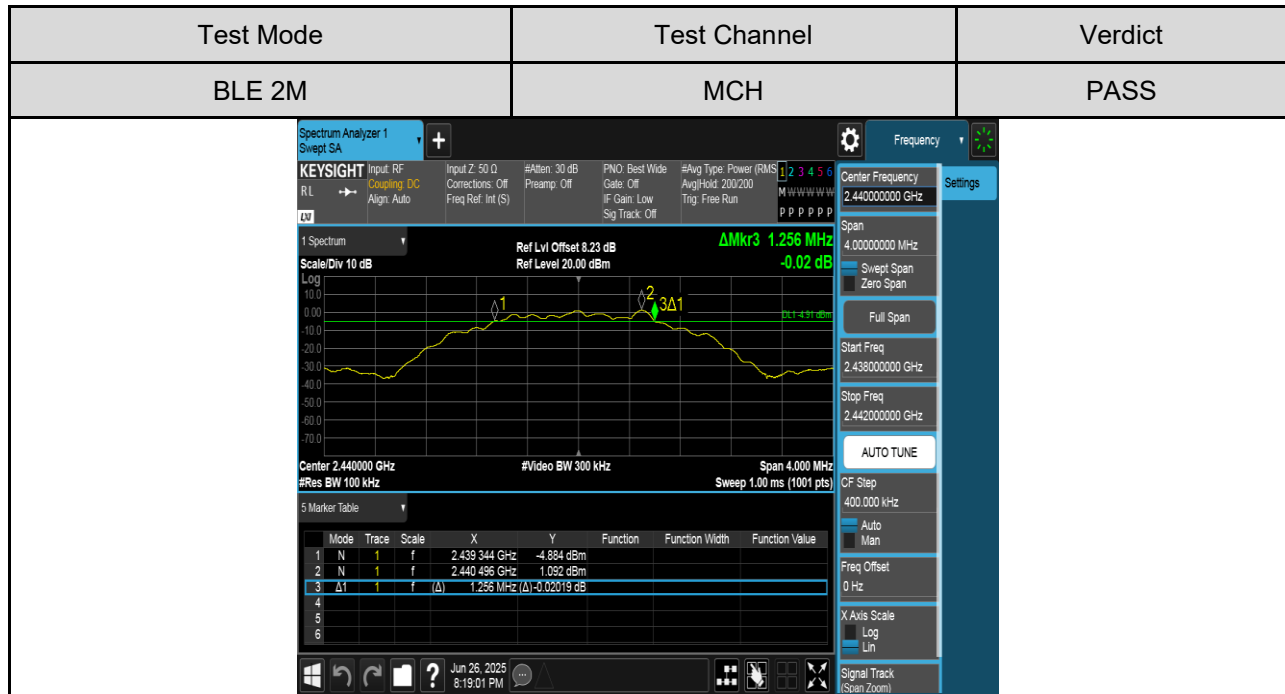 Test Mode Test Channel Verdict
BLE 2M MCH PASS
Spectrum Analyzer 1
Swept SA
+
Frequency
KEYSIGHT Input: RF Input Z: 50 Ω #Atten: 30 dB PNO: Best Wide #Avg Type: Power (RMS 1 2 3 4 5 6
RL Coupling: DC Corrections: Off Preamp: Off Gate: Off Avg|Hold: 200/200 M W W W W W
Align: Auto Freq Ref: Int (S) IF Gain: Low Trig: Free Run
LXI Sig Track: Off P P P P P P
1 Spectrum Ref Lvl Offset 8.23 dB ΔMkr3 1.256 MHz
Scale/Div 10 dB Ref Level 20.00 dBm -0.02 dB
Log
10.0
0.00
-10.0
-20.0
-30.0
-40.0
-50.0
-60.0
-70.0
1
2
3Δ1
DL1 -4.91 dBm
Center 2.440000 GHz #Video BW 300 kHz Span 4.000 MHz
#Res BW 100 kHz Sweep 1.00 ms (1001 pts)
5 Marker Table
Mode Trace Scale X Y Function Function Width Function Value
1 N 1 f 2.439 344 GHz -4.884 dBm
2 N 1 f 2.440 496 GHz 1.092 dBm
3 Δ1 1 f (Δ) 1.256 MHz (Δ) -0.02019 dB
4
5
6
Center Frequency
2.440000000 GHz
Settings
Span
4.00000000 MHz
Swept Span
Zero Span
Full Span
Start Freq
2.438000000 GHz
Stop Freq
2.442000000 GHz
AUTO TUNE
CF Step
400.000 kHz
Auto
Man
Freq Offset
0 Hz
X Axis Scale
Log
Lin
Signal Track
(Span Zoom)
?
Jun 26, 2025
8:19:01 PM